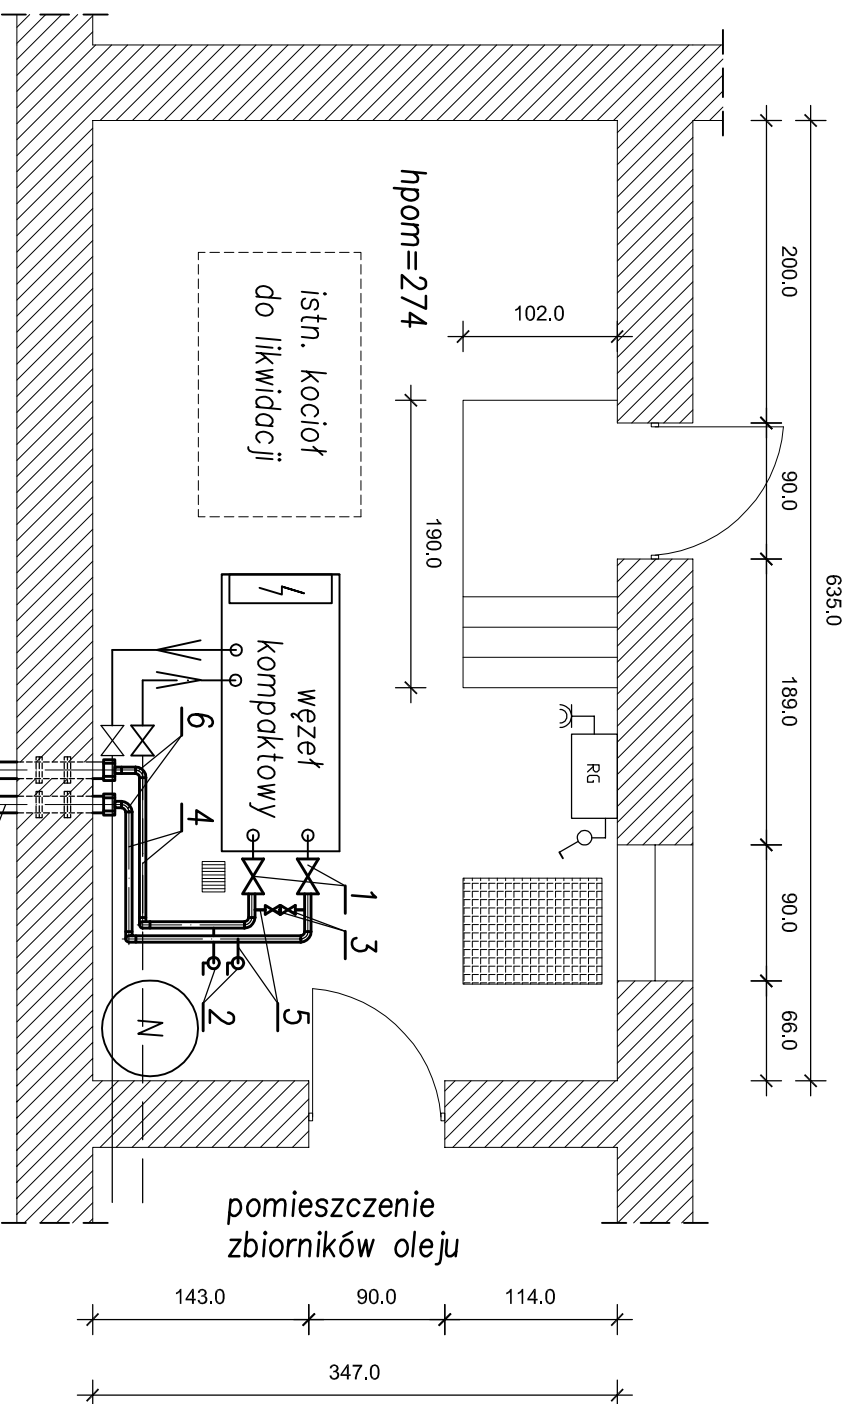 635.0
200.0
90.0
189.0
90.0
66.0
102.0
190.0
hpom=274
istn. kocioł
do likwidacji
węzeł
kompaktowy
RG
6
4
1
3
5
2
N
pomieszczenie
zbiorników oleju
143.0
90.0
114.0
347.0